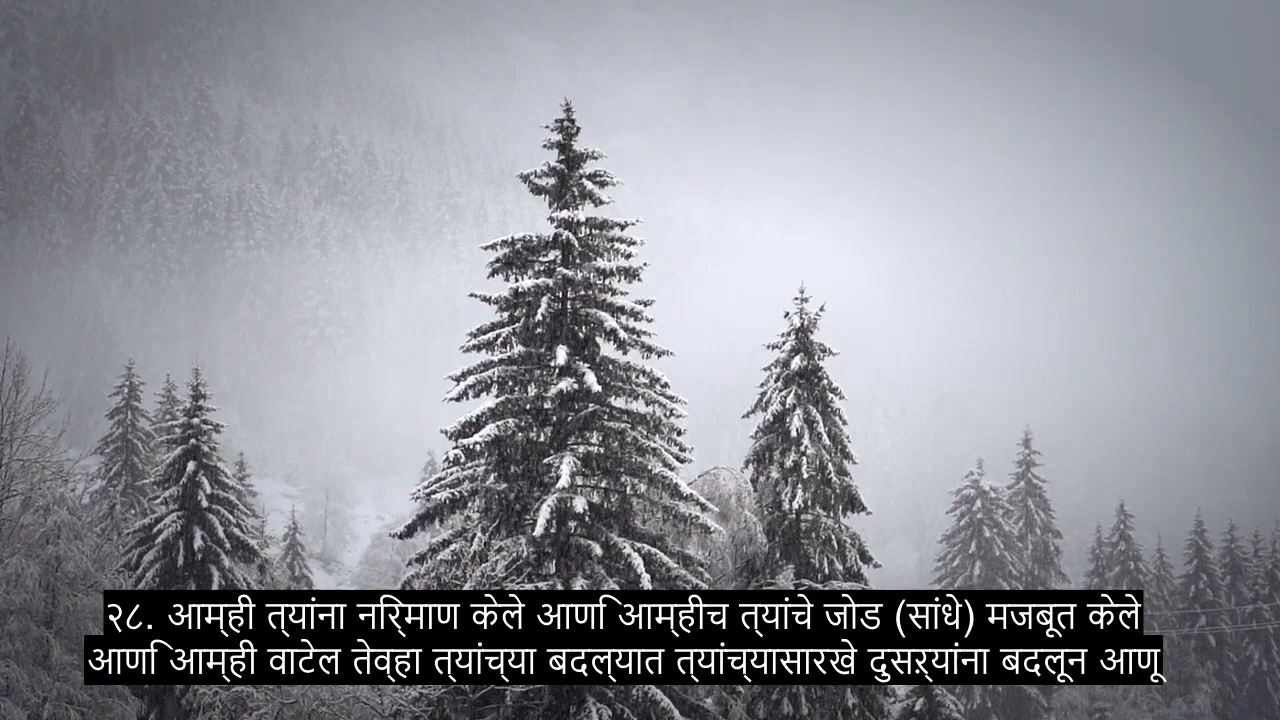 २८. आम्ही त्यांना निर्माण केले आणि आम्हीच त्यांचे जोड (सांधे) मजबूत केले
आणि आम्ही वाटेल तेव्हा त्यांच्या बदल्यात त्यांच्यासारखे दुसऱ्यांना बदलून आणू